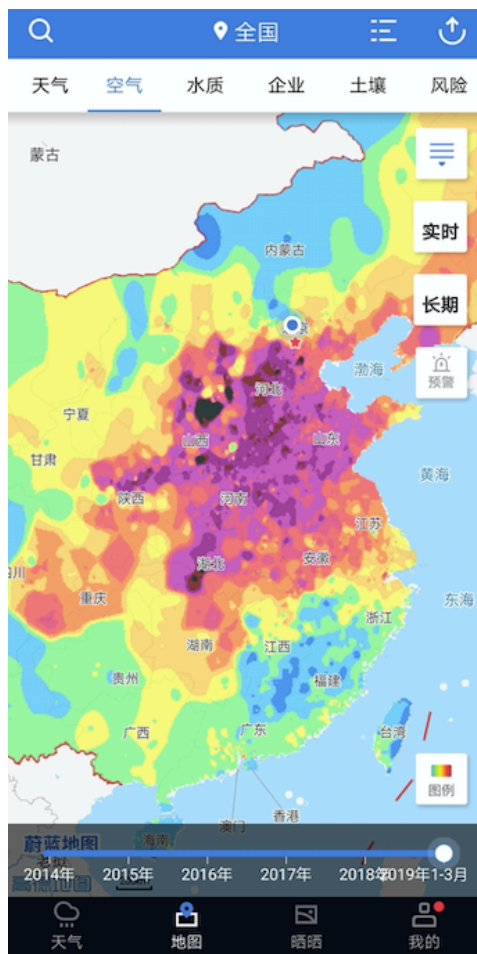 全国
天气 空气 水质 企业 土壤 风险
蒙古
内蒙古
实时
长期
渤海
预警
河北
宁夏
山西
山东
甘肃
黄海
陕西
河南
江苏
湖北
安徽
重庆
东海
浙江
湖南
江西
贵州
福建
广西
广东
台湾
图例
香港
澳门
海南
蔚蓝地图
高德地图
2014年 2015年 2016年 2017年 2018年 2019年1-3月
天气 地图 晒晒 我的